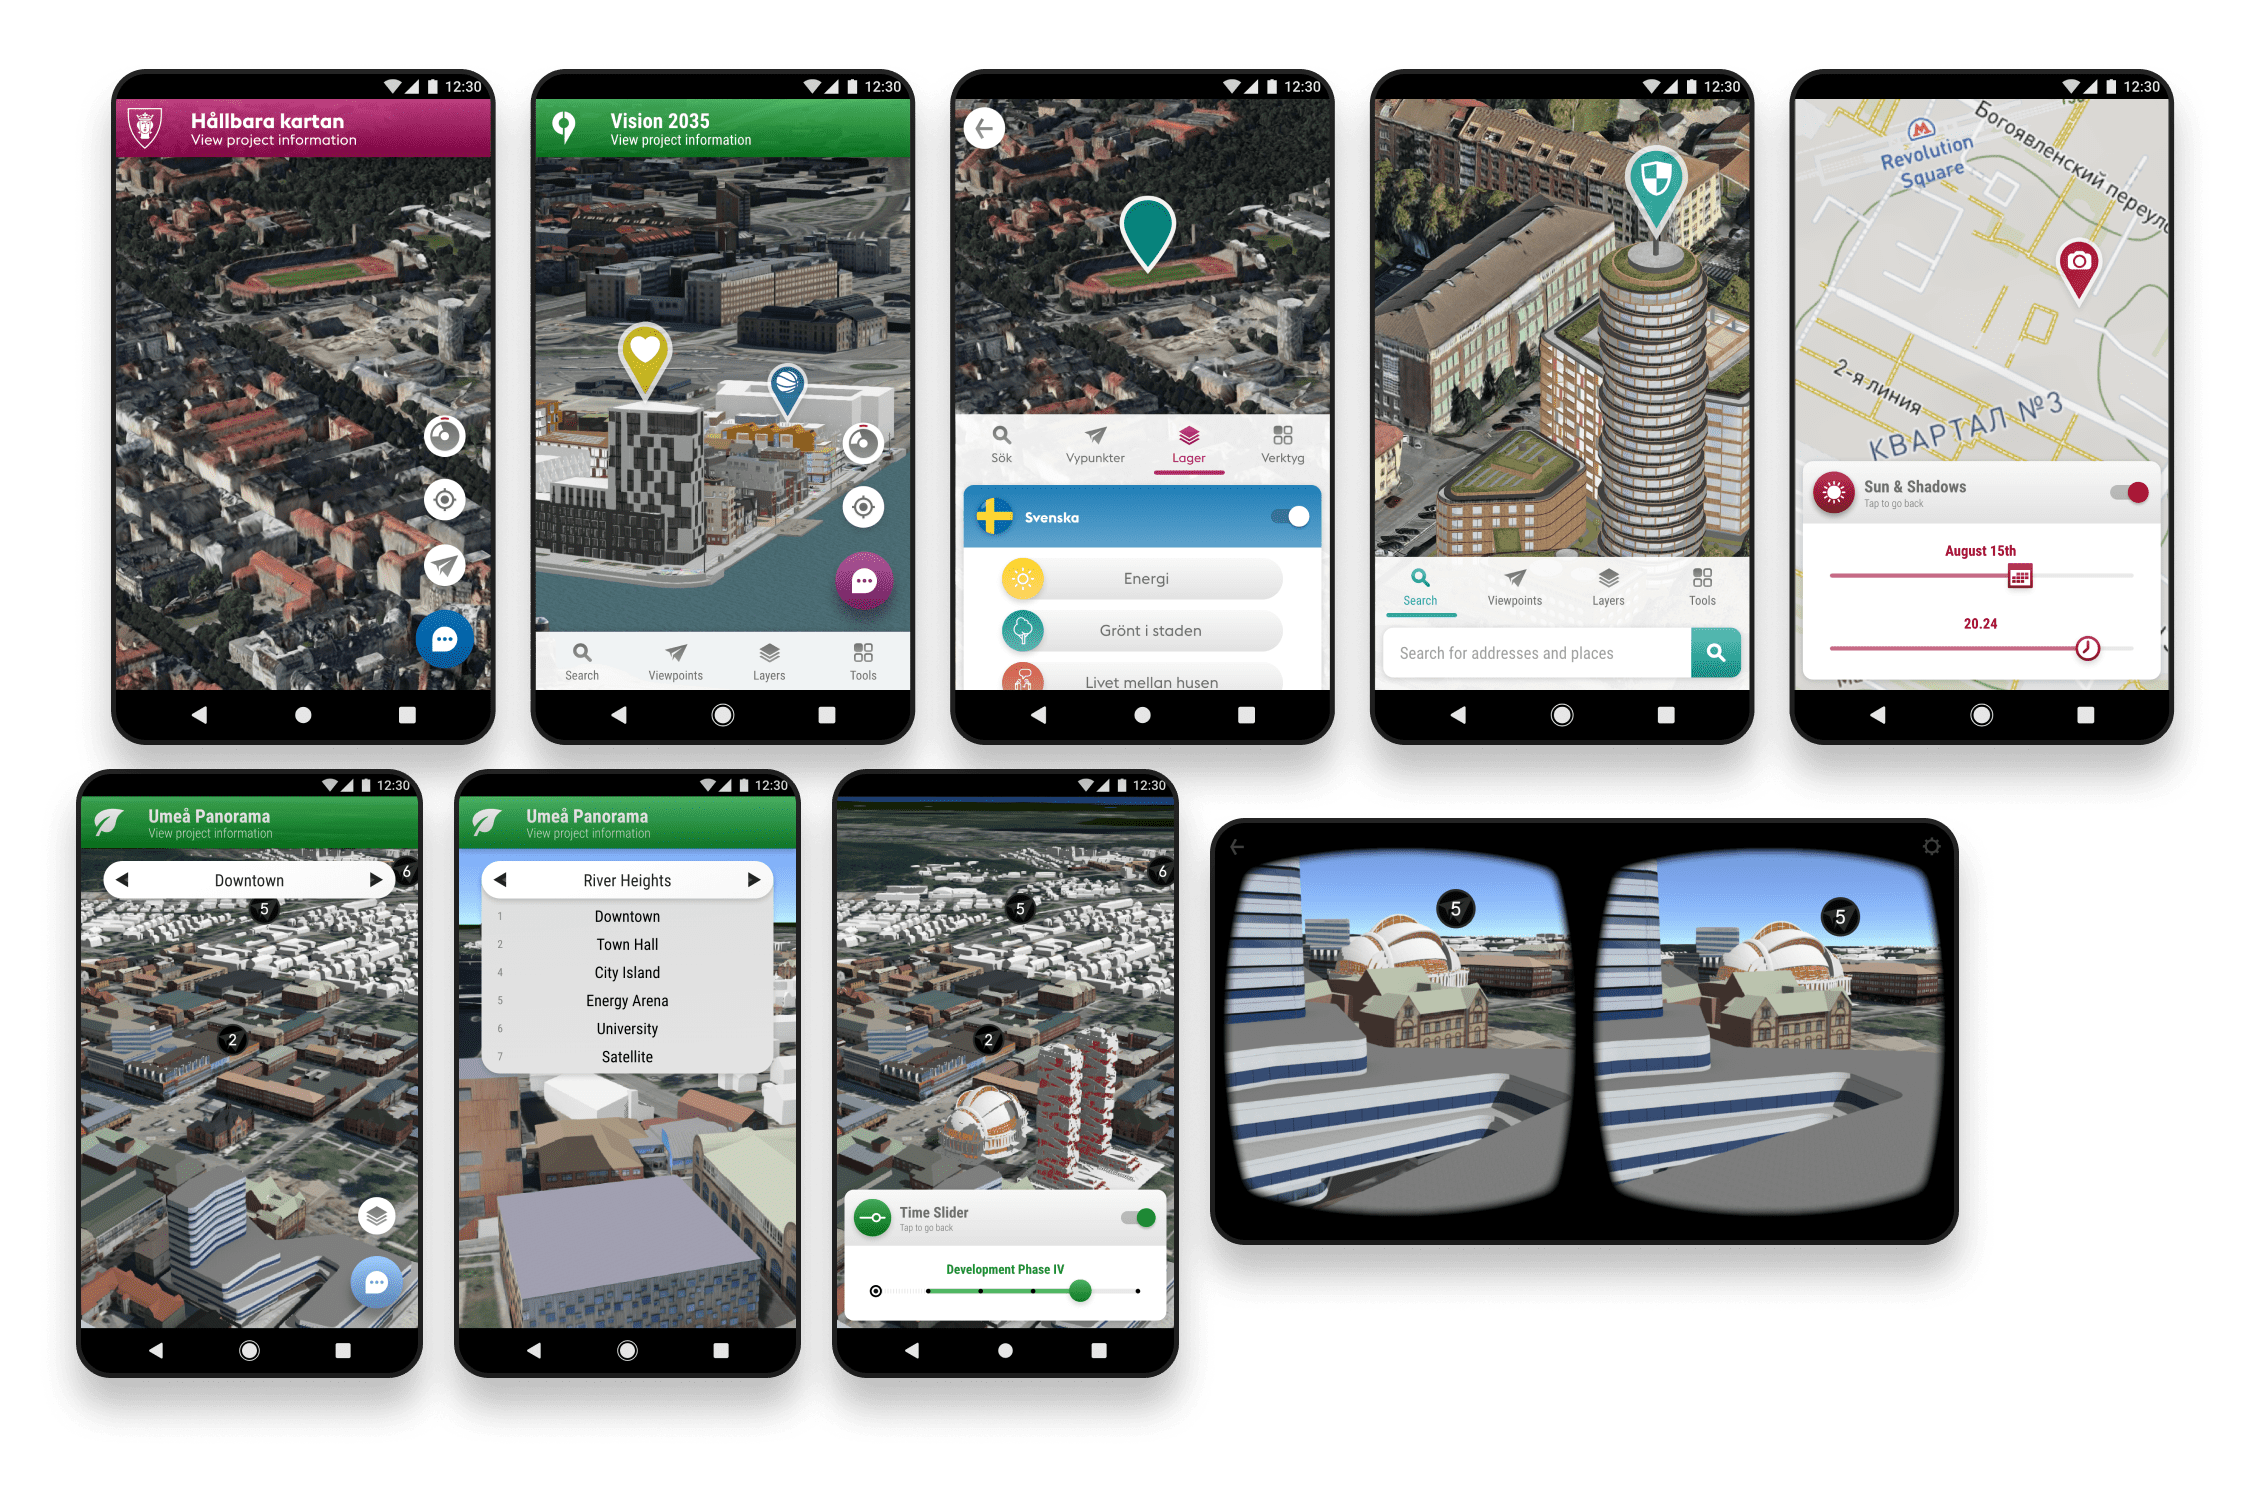 12:30
Hållbara kartan
View project information
12:30
Vision 2035
View project information
Search
Viewpoints
Layers
Tools
12:30
Sök
Vypunkter
Lager
Verktyg
Svenska
Energi
Grönt i staden
Livet mellan husen
12:30
Search
Viewpoints
Layers
Tools
Search for addresses and places
12:30
Богоявленский переуло
Revolution
Square
2-я линия
КВАРТАЛ №3
Sun & Shadows
Tap to go back
August 15th
20.24
12:30
Umeå Panorama
View project information
Downtown
6
5
2
12:30
Umeå Panorama
View project information
River Heights
1 Downtown
2 Town Hall
4 City Island
5 Energy Arena
6 University
7 Satellite
12:30
6
5
2
Time Slider
Tap to go back
Development Phase IV
5
5